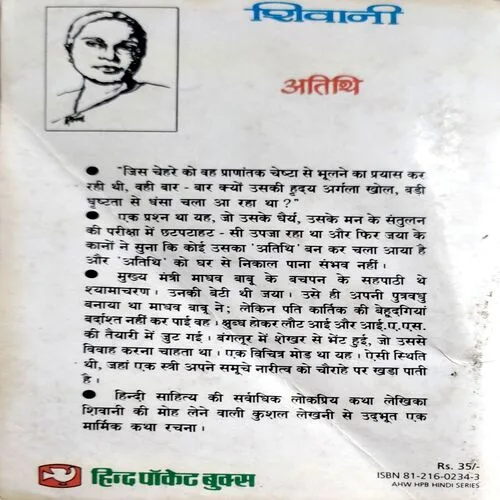 शिवानी
अतिथि
● "जिस चेहरे को वह प्राणांतक चेष्टा से भूलने का प्रयास कर
रही थी, वही बार - बार क्यों उसकी हृदय अर्गला खोल, बडी
धृष्टता से धंसा चला आ रहा था ?"
● एक प्रश्न था यह, जो उसके धैर्य, उसके मन के संतुलन
की परीक्षा में छटपटाहट - सी उपजा रहा था और फिर जया के
कानों ने सुना कि कोई उसका 'अतिथि' बन कर चला आया है
और 'अतिथि' को घर से निकाल पाना संभव नहीं।
● मुख्य मंत्री माधव बाबू के बचपन के सहपाठी थे
श्यामाचरण। उनकी बेटी थी जया। उसे ही अपनी पुत्रवधु
बनाया था माधव बाबू ने; लेकिन पति कार्तिक की बेहूदगियां
बर्दाश्त नहीं कर पाई वह। क्षुब्ध होकर लौट आई और आई.ए.एस.
की तैयारी में जुट गई। बंगलूर में शेखर से भेंट हुई, जो उससे
विवाह करना चाहता था। एक विचित्र मोड था यह। ऐसी स्थिति
थी, जहां एक स्त्री अपने समूचे नारीत्व को चौराहे पर खडा पाती
है।
● हिन्दी साहित्य की सर्वाधिक लोकप्रिय कथा लेखिका
शिवानी की मोह लेने वाली कुशल लेखनी से उद्भूत एक
मार्मिक कथा रचना।
हिन्द पॉकेट बुक्स
Rs. 35/-
ISBN 81-216-0234-3
AHW HPB HINDI SERIES